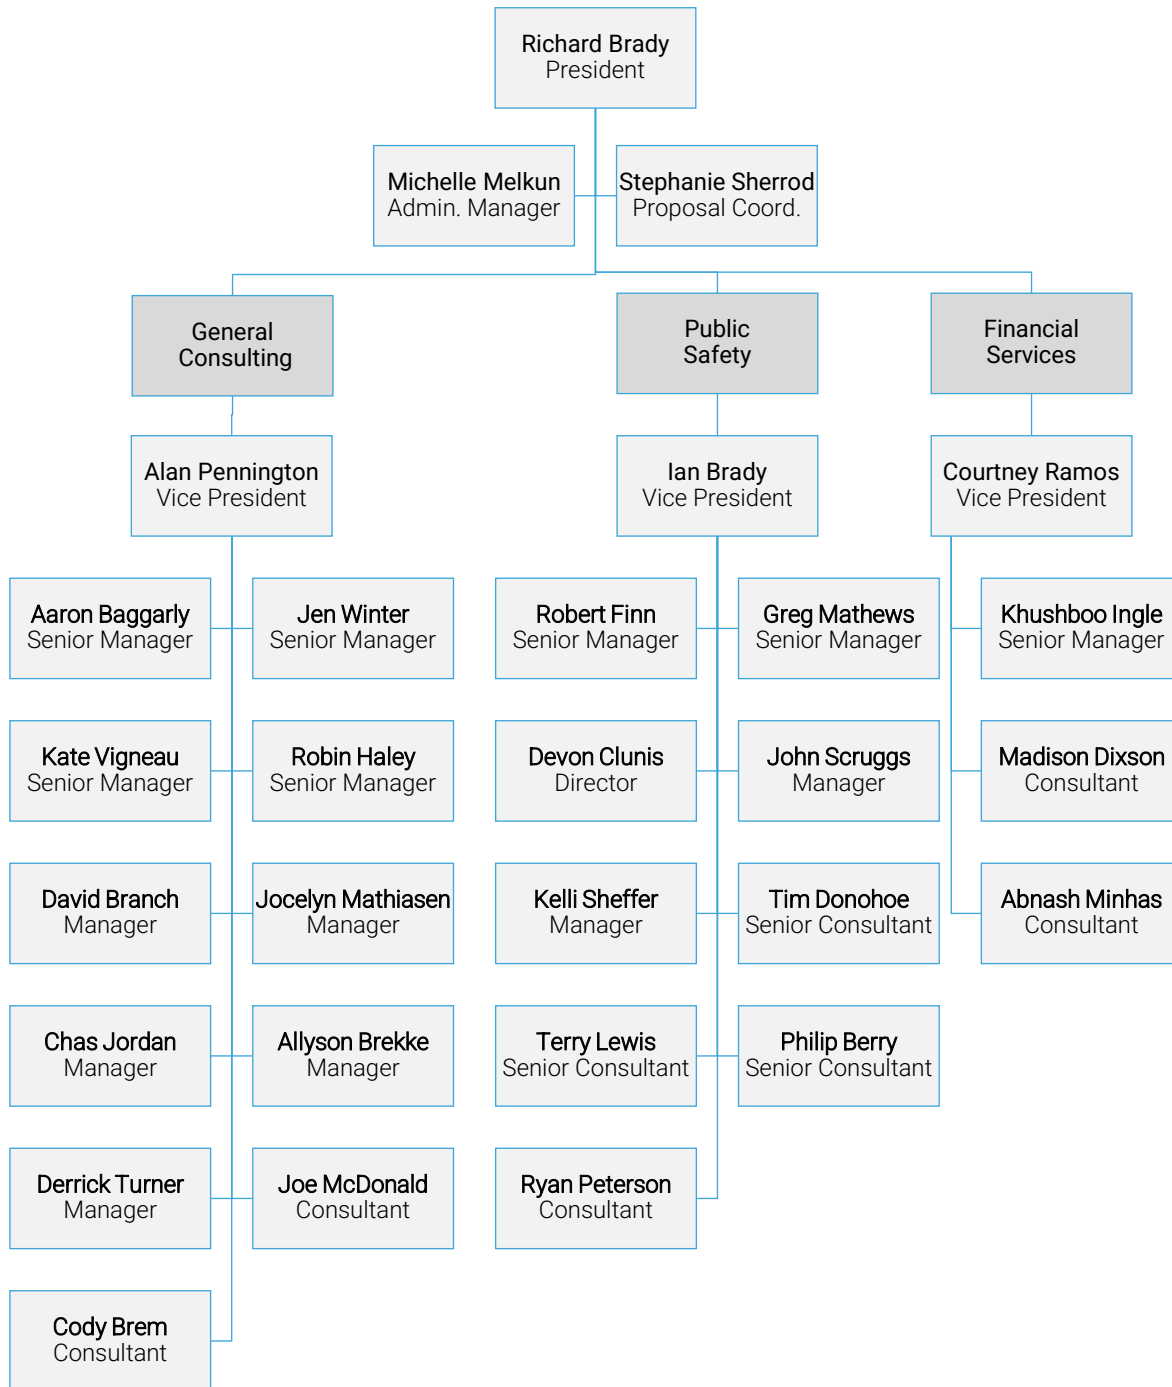 Richard Brady
President
Michelle Melkun
Admin. Manager
Stephanie Sherrod
Proposal Coord.
General
Consulting
Public
Safety
Financial
Services
Alan Pennington
Vice President
Ian Brady
Vice President
Courtney Ramos
Vice President
Aaron Baggarly
Senior Manager
Jen Winter
Senior Manager
Robert Finn
Senior Manager
Greg Mathews
Senior Manager
Khushboo Ingle
Senior Manager
Kate Vigneau
Senior Manager
Robin Haley
Senior Manager
Devon Clunis
Director
John Scruggs
Manager
Madison Dixson
Consultant
David Branch
Manager
Jocelyn Mathiasen
Manager
Kelli Sheffer
Manager
Tim Donohoe
Senior Consultant
Abnash Minhas
Consultant
Chas Jordan
Manager
Allyson Brekke
Manager
Terry Lewis
Senior Consultant
Philip Berry
Senior Consultant
Derrick Turner
Manager
Joe McDonald
Consultant
Ryan Peterson
Consultant
Cody Brem
Consultant